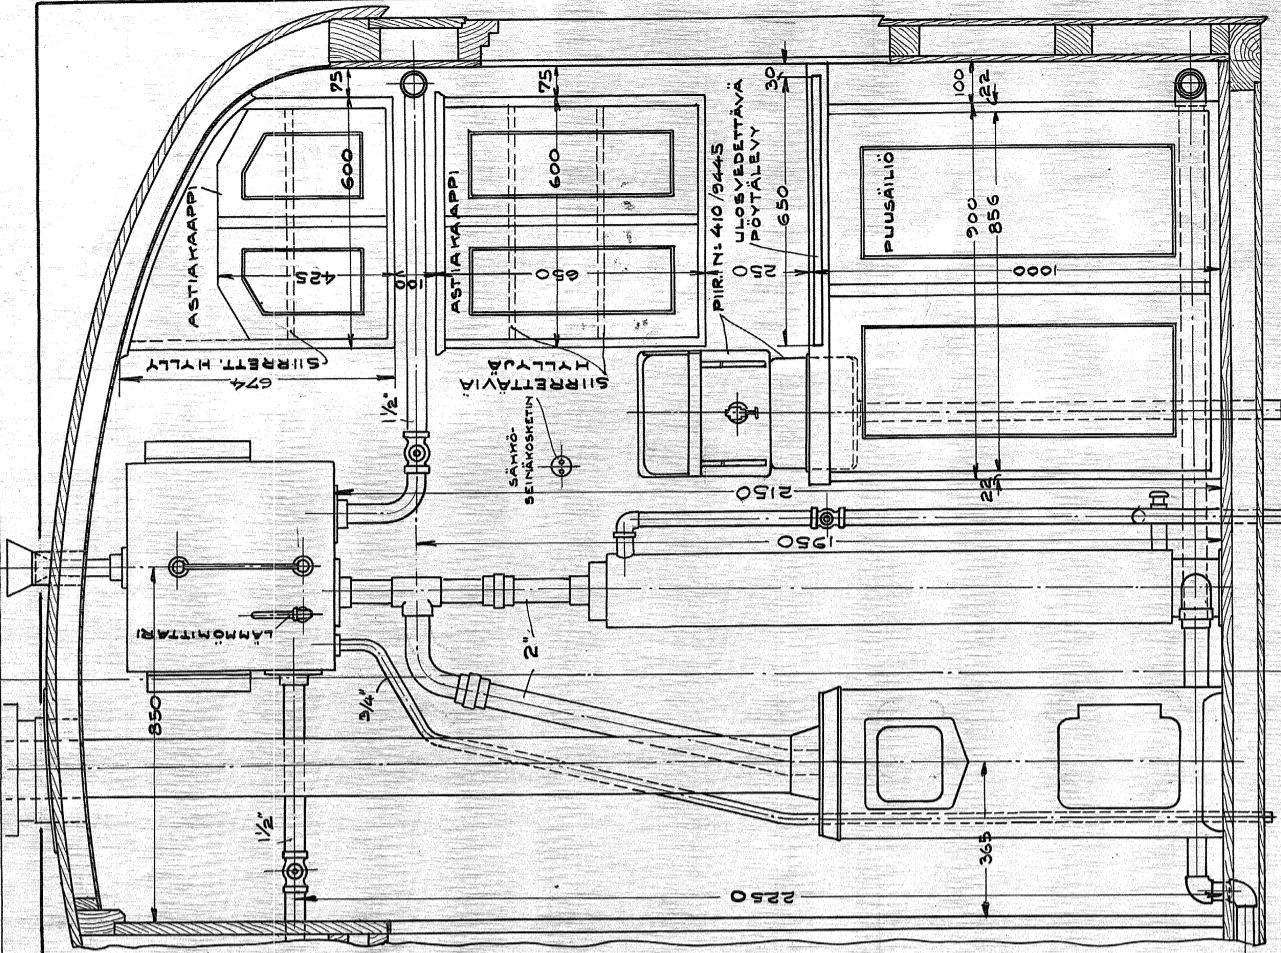 75
600
ASTIAKAAPPI
425
SIIRRETT. HYLLY
674
100
1½"
75
600
ASTIAKAAPPI
650
SIIRRETTÄVIÄ
HYLLYJÄ
SÄHKÖ-
SEINÄKOSKETIN
30
650
250
PIIR. N: 410/9445
ULOSVEDETTÄVÄ
PÖYTÄLEVY
100
22
PUUSÄILIÖ
900
856
1000
22
2150
1950
LÄMMÖMITTARI
850
3/4"
2"
1½"
365
2250